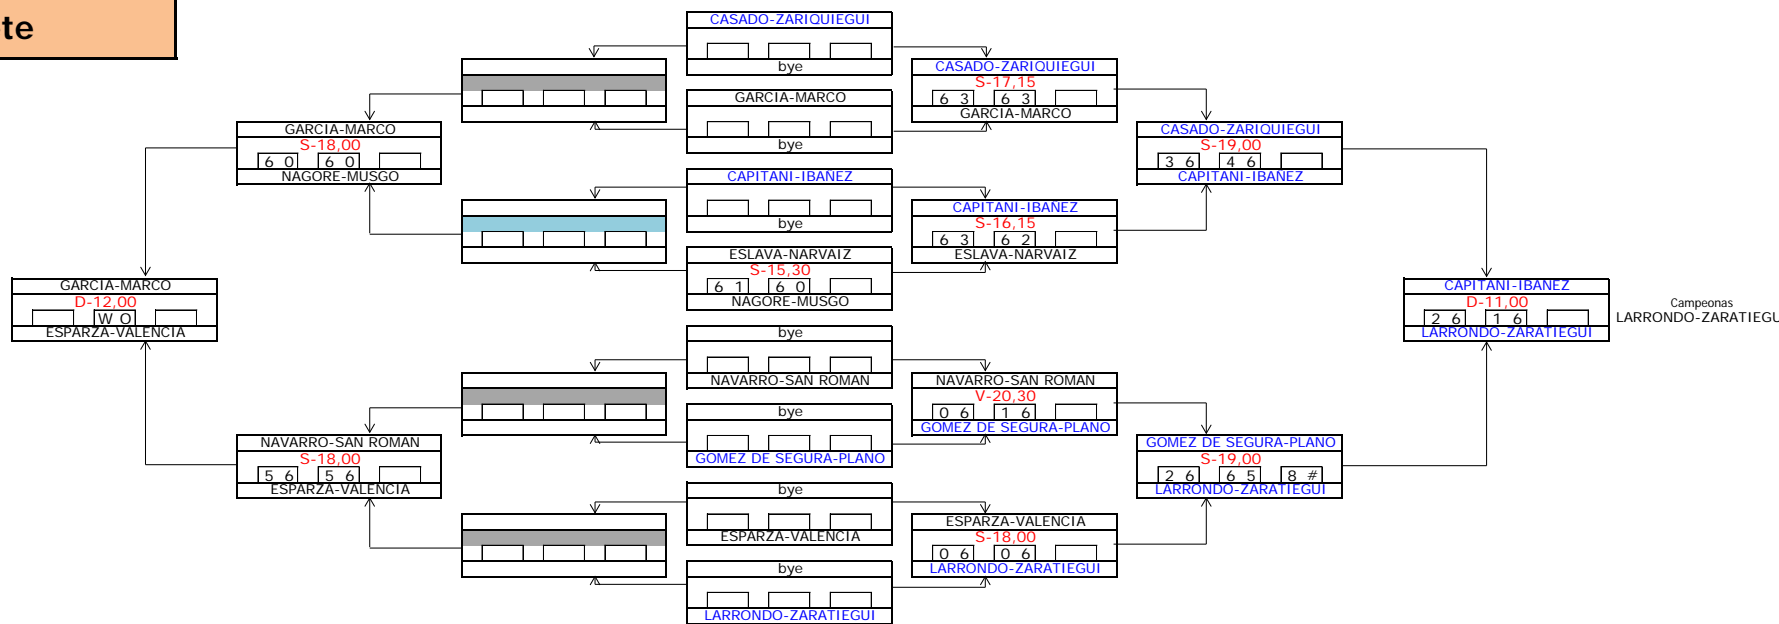 te
CASADO-ZARIQUIEGUI
bye
GARCIA-MARCO
bye
CAPITANI-IBAÑEZ
bye
ESLAVA-NARVAIZ
S-15,30
6 1 6 0
NAGORE-MUSGO
bye
NAVARRO-SAN ROMAN
bye
GOMEZ DE SEGURA-PLANO
bye
ESPARZA-VALENCIA
bye
LARRONDO-ZARATIEGUI
CASADO-ZARIQUIEGUI
S-17,15
6 3 6 3
GARCIA-MARCO
CAPITANI-IBAÑEZ
S-16,15
6 3 6 2
ESLAVA-NARVAIZ
NAVARRO-SAN ROMAN
V-20,30
0 6 1 6
GOMEZ DE SEGURA-PLANO
ESPARZA-VALENCIA
S-18,00
0 6 0 6
LARRONDO-ZARATIEGUI
CASADO-ZARIQUIEGUI
S-19,00
3 6 4 6
CAPITANI-IBAÑEZ
GOMEZ DE SEGURA-PLANO
S-19,00
2 6 6 5 8 #
LARRONDO-ZARATIEGUI
CAPITANI-IBAÑEZ
D-11,00
2 6 1 6
LARRONDO-ZARATIEGUI
Campeonas
LARRONDO-ZARATIEGU
GARCIA-MARCO
S-18,00
6 0 6 0
NAGORE-MUSGO
NAVARRO-SAN ROMAN
S-18,00
5 6 5 6
ESPARZA-VALENCIA
GARCIA-MARCO
D-12,00
W O
ESPARZA-VALENCIA